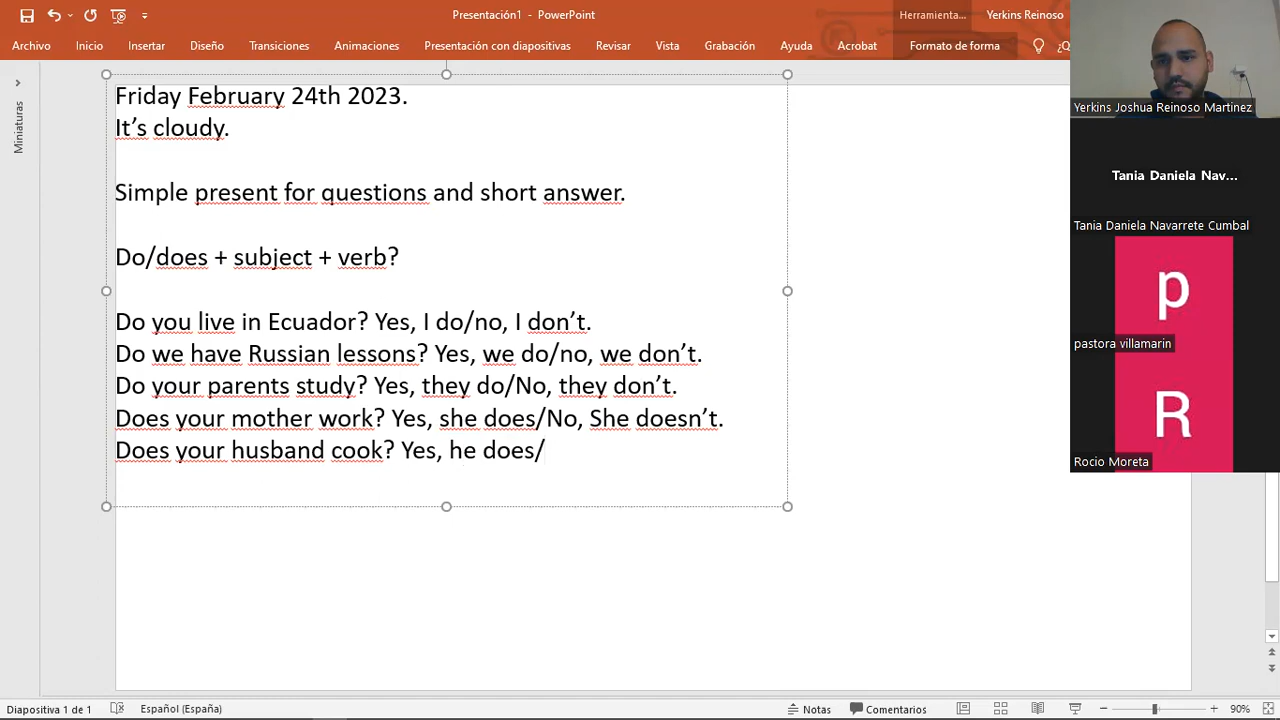 Presentación1 - PowerPoint
Herramienta...
Yerkins Reinoso
Archivo
Inicio
Insertar
Diseño
Transiciones
Animaciones
Presentación con diapositivas
Revisar
Vista
Grabación
Ayuda
Acrobat
Formato de forma
¿Q
Miniaturas
Friday February 24th 2023.
It’s cloudy.
Simple present for questions and short answer.
Do/does + subject + verb?
Do you live in Ecuador? Yes, I do/no, I don’t.
Do we have Russian lessons? Yes, we do/no, we don’t.
Do your parents study? Yes, they do/No, they don’t.
Does your mother work? Yes, she does/No, She doesn’t.
Does your husband cook? Yes, he does/
Yerkins Joshua Reinoso Martinez
Tania Daniela Nav...
Tania Daniela Navarrete Cumbal
p
pastora villamarin
R
Rocio Moreta
Diapositiva 1 de 1
Español (España)
Notas
Comentarios
90%